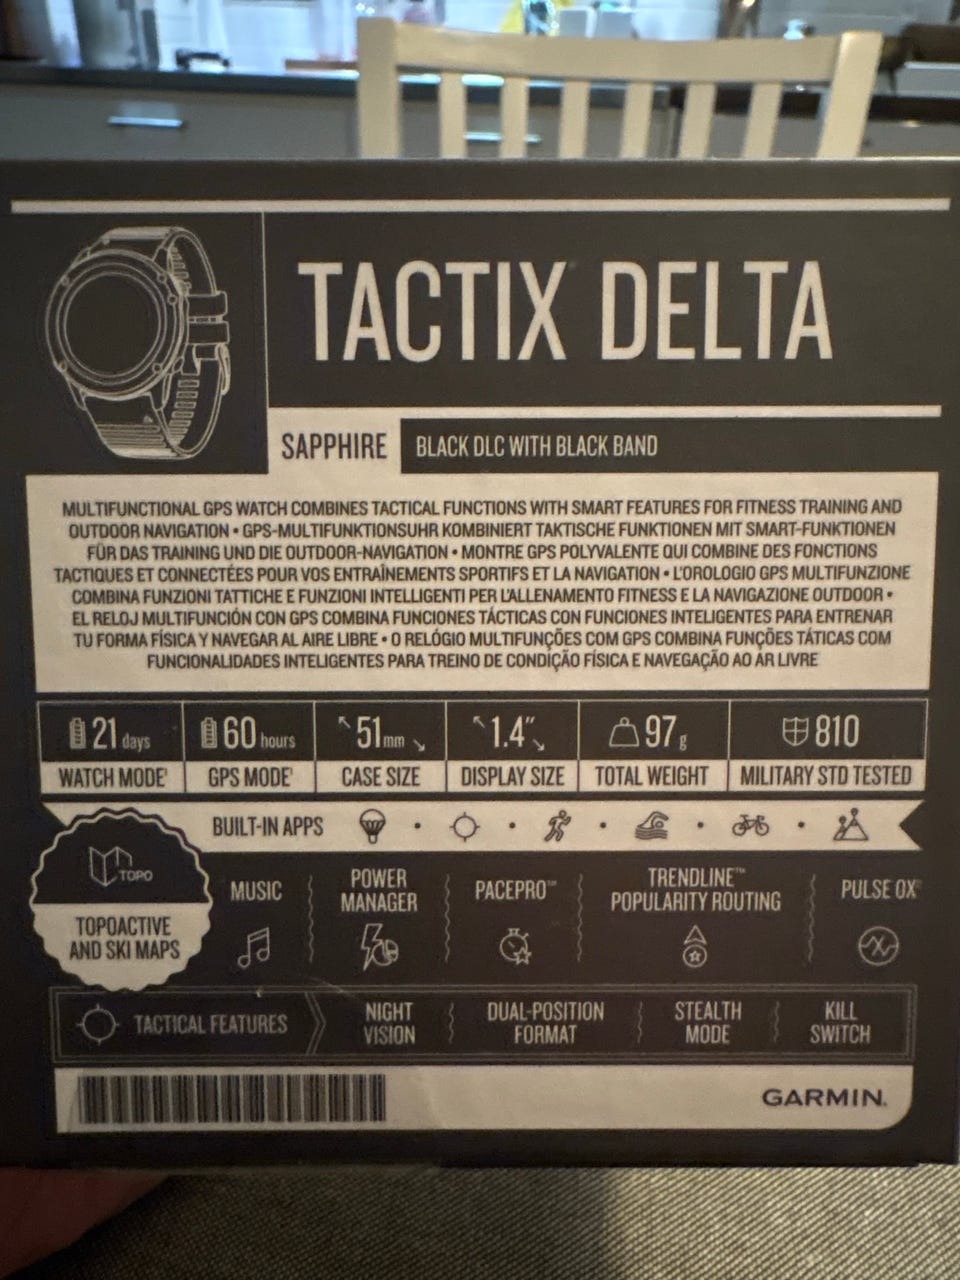 TACTIX® DELTA
SAPPHIRE
BLACK DLC WITH BLACK BAND
MULTIFUNCTIONAL GPS WATCH COMBINES TACTICAL FUNCTIONS WITH SMART FEATURES FOR FITNESS TRAINING AND
OUTDOOR NAVIGATION • GPS-MULTIFUNKTIONSUHR KOMBINIERT TAKTISCHE FUNKTIONEN MIT SMART-FUNKTIONEN
FÜR DAS TRAINING UND DIE OUTDOOR-NAVIGATION • MONTRE GPS POLYVALENTE QUI COMBINE DES FONCTIONS
TACTIQUES ET CONNECTÉES POUR VOS ENTRAÎNEMENTS SPORTIFS ET LA NAVIGATION • L'OROLOGIO GPS MULTIFUNZIONE
COMBINA FUNZIONI TATTICHE E FUNZIONI INTELLIGENTI PER L'ALLENAMENTO FITNESS E LA NAVIGAZIONE OUTDOOR •
EL RELOJ MULTIFUNCIÓN CON GPS COMBINA FUNCIONES TÁCTICAS CON FUNCIONES INTELIGENTES PARA ENTRENAR
TU FORMA FÍSICA Y NAVEGAR AL AIRE LIBRE • O RELÓGIO MULTIFUNÇÕES COM GPS COMBINA FUNÇÕES TÁTICAS COM
FUNCIONALIDADES INTELIGENTES PARA TREINO DE CONDIÇÃO FÍSICA E NAVEGAÇÃO AO AR LIVRE
21 days
WATCH MODE¹
60 hours
GPS MODE¹
51mm
CASE SIZE
1.4"
DISPLAY SIZE
97g
TOTAL WEIGHT
810
MILITARY STD TESTED
BUILT-IN APPS
TOPO
TOPOACTIVE
AND SKI MAPS
MUSIC
POWER
MANAGER
PACEPRO™
TRENDLINE™
POPULARITY ROUTING
PULSE OX²
TACTICAL FEATURES
NIGHT
VISION
DUAL-POSITION
FORMAT
STEALTH
MODE
KILL
SWITCH
GARMIN®